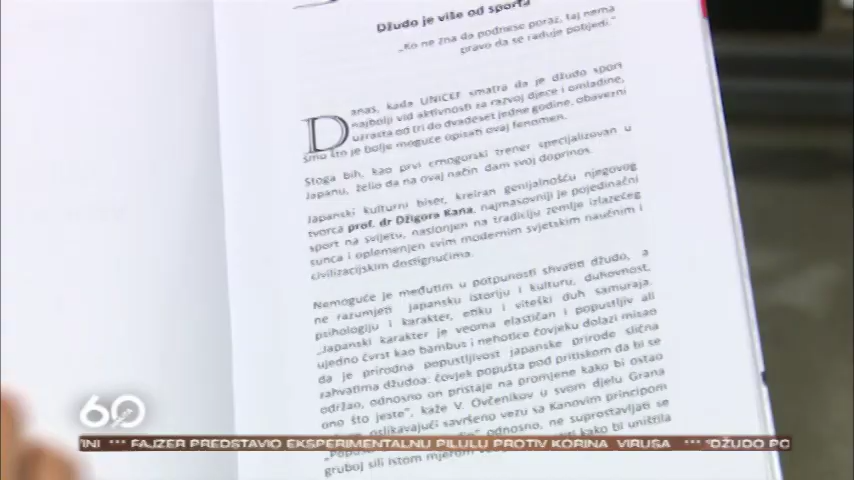 Džudo je više od sporta
„Ko ne zna da podnese poraz, taj nema
pravo da se raduje pobjedi.“
Danas, kada UNICEF smatra da je džudo sport
najbolji vid aktivnosti za razvoj djece i omladine,
uzrasta od tri do dvadeset jedne godine, obavezni
smo što je bolje moguće opisati ovaj fenomen.
Stoga bih, kao prvi crnogorski trener specijalizovan u
Japanu, želio da na ovaj način dam svoj doprinos.
Japanski kulturni biser, kreiran genijalnošću njegovog
tvorca prof. dr Džigora Kana, najmasovniji je pojedinačni
sport na svijetu, naslonjen na tradiciju zemlje izlazećeg
sunca i oplemenjen svim modernim svjetskim naučnim i
civilizacijskim dostignućima.
Nemoguće je međutim u potpunosti shvatiti džudo, a
ne razumjeti japansku istoriju i kulturu, duhovnost,
psihologiju i karakter, etiku i viteški duh samuraja.
„Japanski karakter je veoma elastičan i popustljiv ali
ujedno čvrst kao bambus i nehotice čovjeku dolazi misao
da je prirodna popustljivost japanske prirode slična
zahvatima džudoa: čovjek popušta pod pritiskom da bi se
održao, odnosno on pristaje na promjene kako bi ostao
ono što jeste“, kaže V. Ovčenikov u svom djelu Grana
oslikavajući savršeno vezu sa Kanovim principom
odnosno, ne suprostavljati se
gruboj sili istom mjerom kako bi uništila
60
TINI *** FAJZER PREDSTAVIO EKSPERIMENTALNU PILULU PROTIV KORINA VIRUSA *** "DŽUDO PO